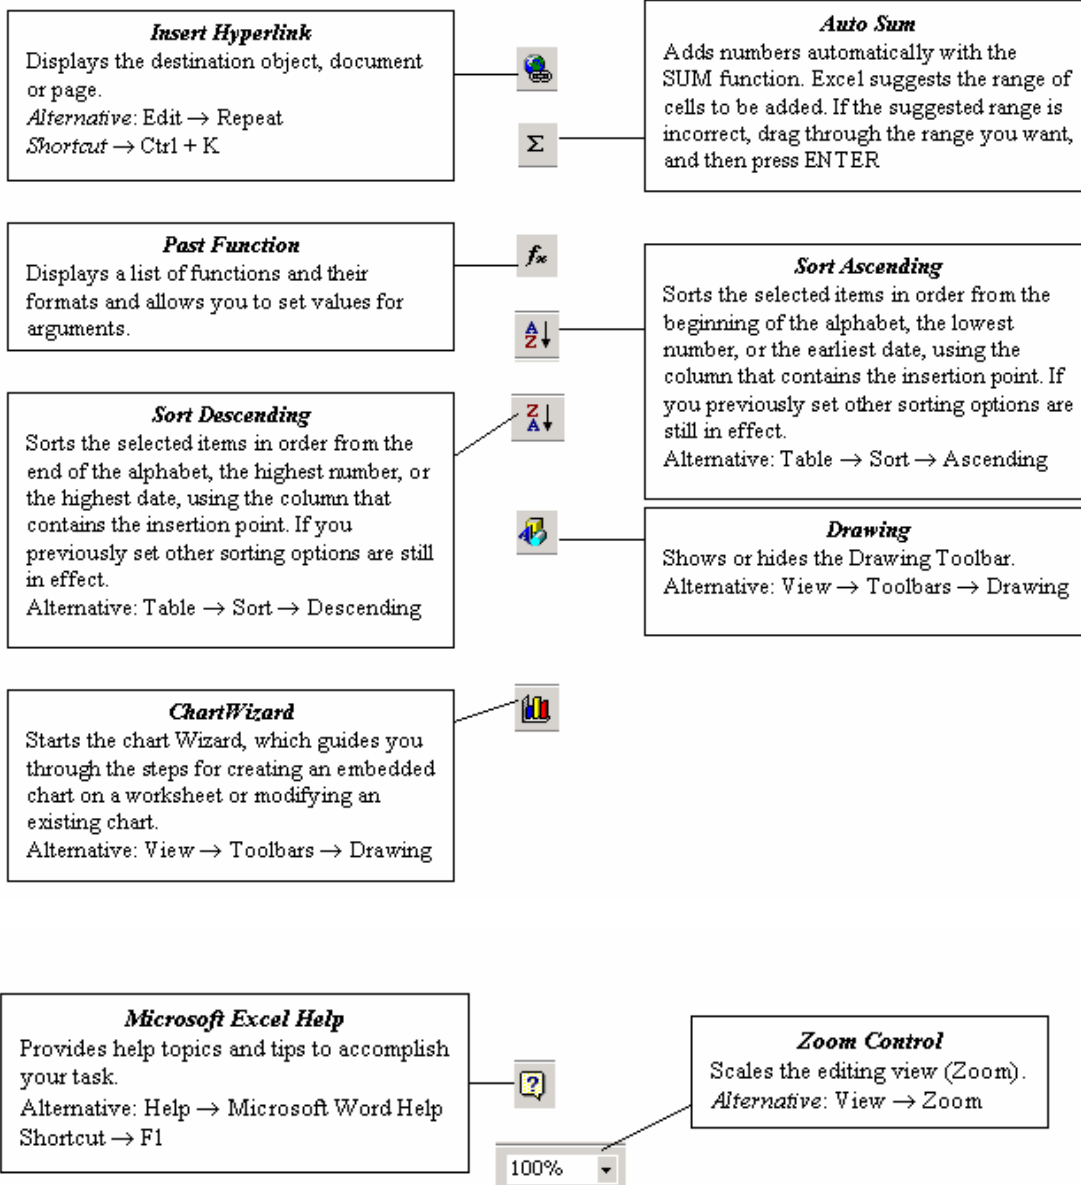 Insert Hyperlink
Displays the destination object, document
or page.
Alternative: Edit → Repeat
Shortcut → Ctrl + K
Auto Sum
Adds numbers automatically with the
SUM function. Excel suggests the range of
cells to be added. If the suggested range is
incorrect, drag through the range you want,
and then press ENTER
Σ
Past Function
Displays a list of functions and their
formats and allows you to set values for
arguments.
fx
Sort Ascending
Sorts the selected items in order from the
beginning of the alphabet, the lowest
number, or the earliest date, using the
column that contains the insertion point. If
you previously set other sorting options are
still in effect.
Alternative: Table → Sort → Ascending
A
Z
Sort Descending
Sorts the selected items in order from the
end of the alphabet, the highest number, or
the highest date, using the column that
contains the insertion point. If you
previously set other sorting options are still
in effect.
Alternative: Table → Sort → Descending
Z
A
Drawing
Shows or hides the Drawing Toolbar.
Alternative: View → Toolbars → Drawing
A
ChartWizard
Starts the chart Wizard, which guides you
through the steps for creating an embedded
chart on a worksheet or modifying an
existing chart.
Alternative: View → Toolbars → Drawing
Microsoft Excel Help
Provides help topics and tips to accomplish
your task.
Alternative: Help → Microsoft Word Help
Shortcut → F1
?
Zoom Control
Scales the editing view (Zoom).
Alternative: View → Zoom
100%